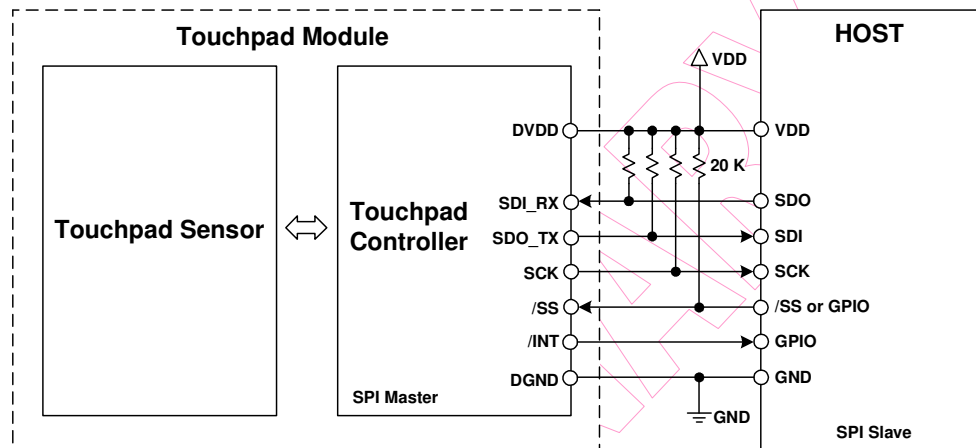 Touchpad Module
HOST
VDD
DVDD
VDD
20 K
SDI_RX
SDO
Touchpad Sensor
Touchpad
Controller
SDO_TX
SDI
SCK
SCK
/SS
/SS or GPIO
/INT
GPIO
DGND
GND
SPI Master
GND
SPI Slave